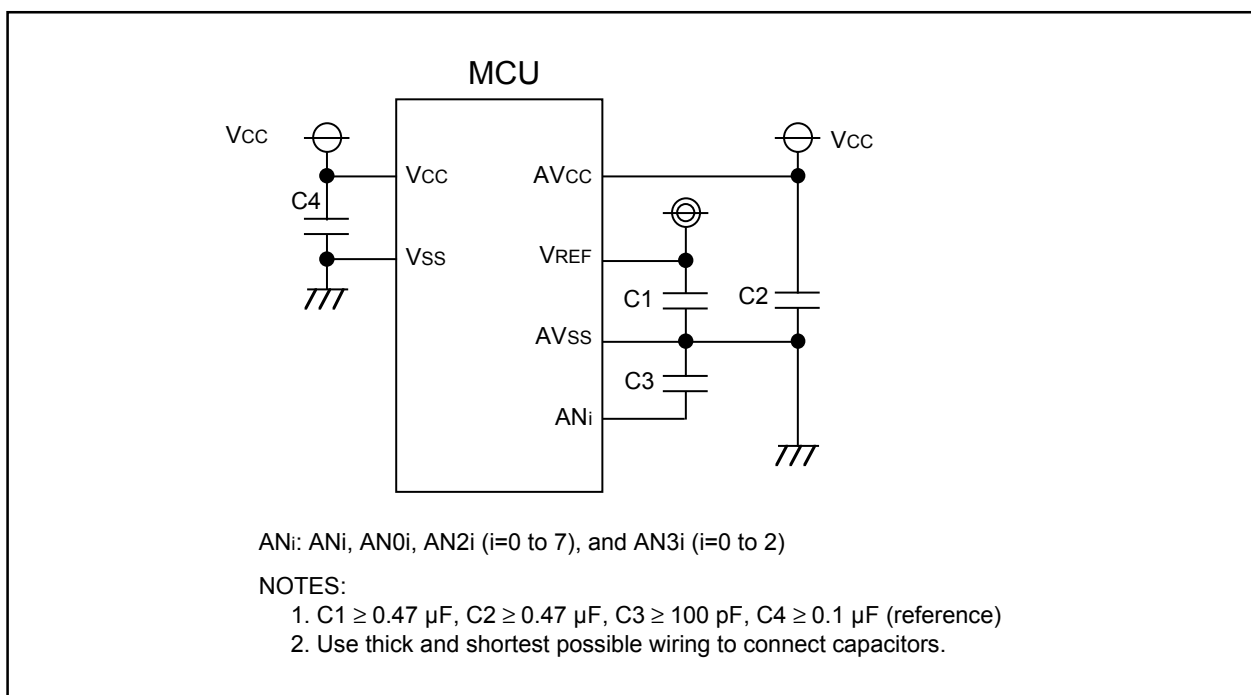 MCU
VCC
VCC
C4
VCC
AVCC
VSS
VREF
C1
C2
AVSS
C3
ANi
ANi: ANi, AN0i, AN2i (i=0 to 7), and AN3i (i=0 to 2)
NOTES:
1. C1 ≥ 0.47 µF, C2 ≥ 0.47 µF, C3 ≥ 100 pF, C4 ≥ 0.1 µF (reference)
2. Use thick and shortest possible wiring to connect capacitors.